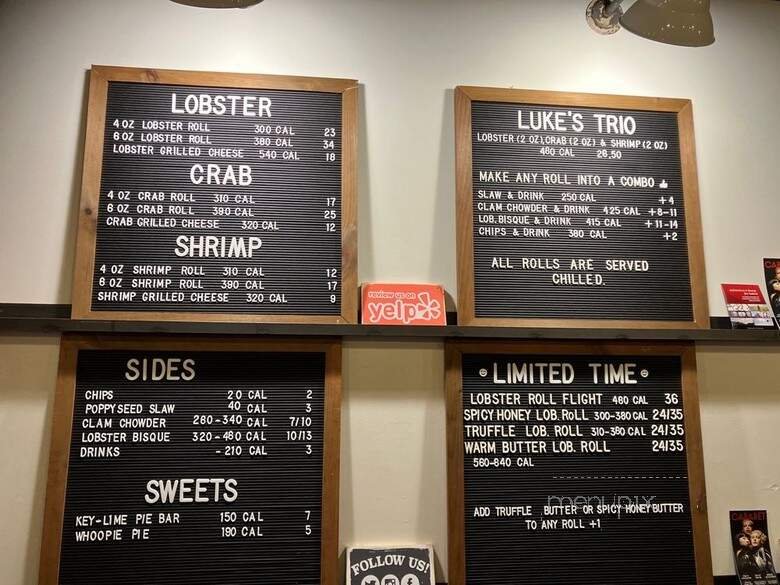 LOBSTER
4 OZ LOBSTER ROLL 300 CAL 23
6 OZ LOBSTER ROLL 380 CAL 34
LOBSTER GRILLED CHEESE 540 CAL 18
CRAB
4 OZ CRAB ROLL 310 CAL 17
6 OZ CRAB ROLL 390 CAL 25
CRAB GRILLED CHEESE 320 CAL 12
SHRIMP
4 OZ SHRIMP ROLL 310 CAL 12
6 OZ SHRIMP ROLL 390 CAL 17
SHRIMP GRILLED CHEESE 320 CAL 9
LUKE'S TRIO
LOBSTER (2 OZ), CRAB (2 OZ) & SHRIMP (2 OZ)
460 CAL 26.50
MAKE ANY ROLL INTO A COMBO
SLAW & DRINK 250 CAL +4
CLAM CHOWDER & DRINK 425 CAL +8-11
LOB. BISQUE & DRINK 415 CAL +11-14
CHIPS & DRINK 380 CAL +2
ALL ROLLS ARE SERVED
CHILLED.
review us on
yelp
SIDES
CHIPS 20 CAL 2
POPPYSEED SLAW 40 CAL 3
CLAM CHOWDER 280-340 CAL 7/10
LOBSTER BISQUE 320-460 CAL 10/13
DRINKS - 210 CAL 3
SWEETS
KEY-LIME PIE BAR 150 CAL 7
WHOOPIE PIE 190 CAL 5
LIMITED TIME
LOBSTER ROLL FLIGHT 480 CAL 36
SPICY HONEY LOB. ROLL 300-380 CAL 24/35
TRUFFLE LOB. ROLL 310-380 CAL 24/35
WARM BUTTER LOB. ROLL 24/35
560-640 CAL
menupix
ADD TRUFFLE BUTTER OR SPICY HONEY BUTTER
TO ANY ROLL +1
FOLLOW US!
CABARET